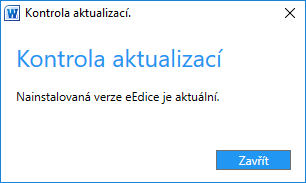 Kontrola aktualizací.
Kontrola aktualizací
Nainstalovaná verze eEdice je aktuální.
Zavřít